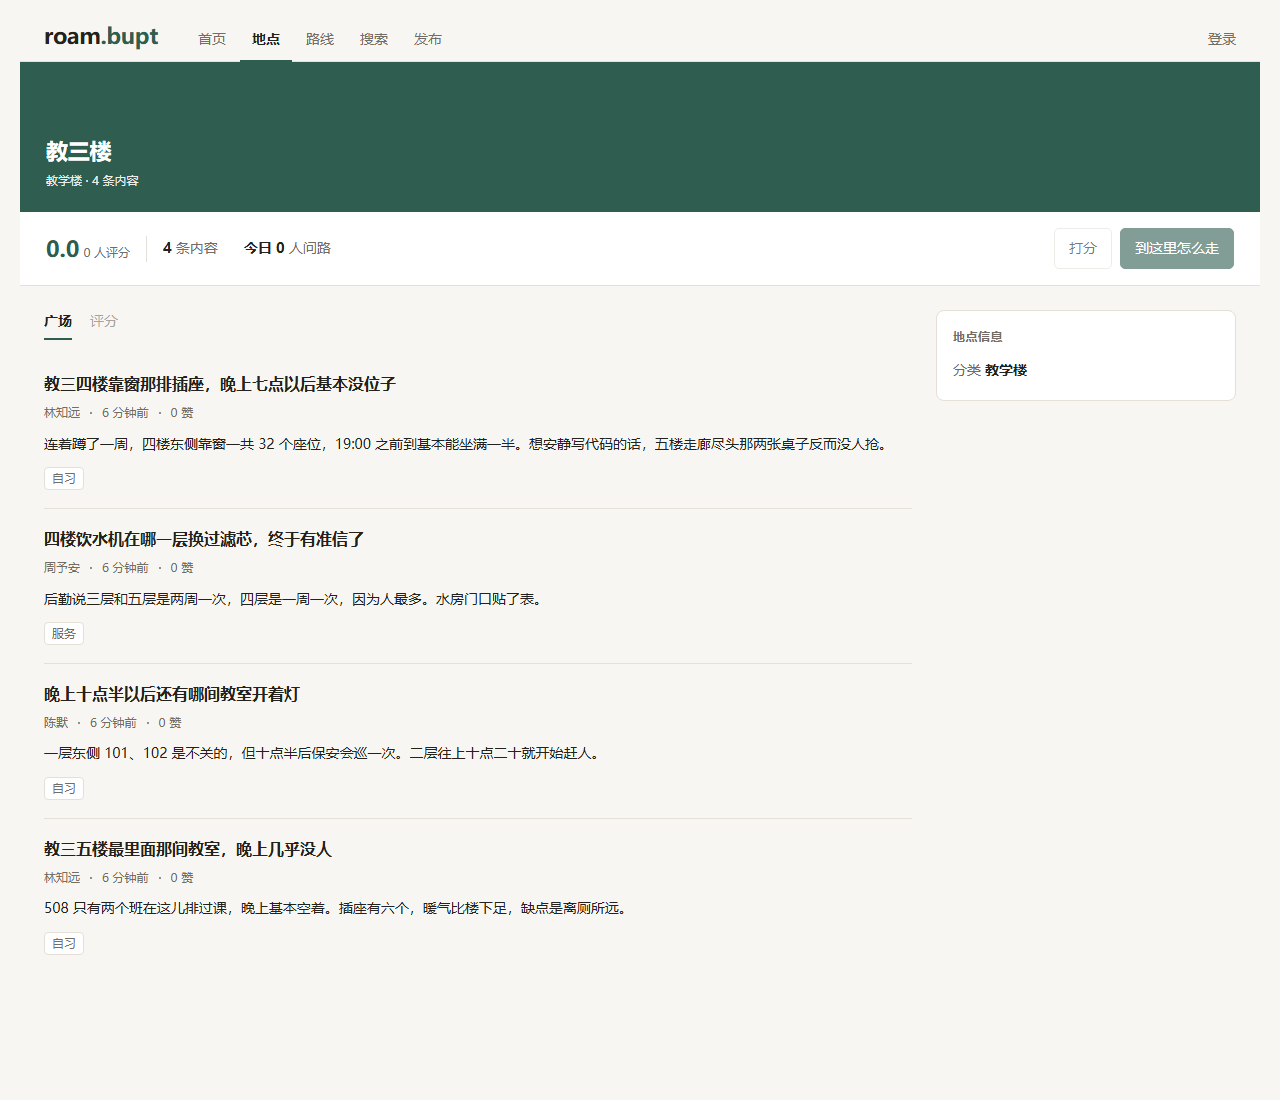 roam.bupt 首页 地点 路线 搜索 发布 登录
教三楼
教学楼 · 4 条内容
0.0 0 人评分 4 条内容 今日 0 人问路 打分 到这里怎么走
广场 评分
教三四楼靠窗那排插座，晚上七点以后基本没位子
林知远 · 6 分钟前 · 0 赞
连着蹲了一周，四楼东侧靠窗一共 32 个座位，19:00 之前到基本能坐满一半。想安静写代码的话，五楼走廊尽头那两张桌子反而没人抢。
自习
四楼饮水机在哪一层换过滤芯，终于有准信了
周予安 · 6 分钟前 · 0 赞
后勤说三层和五层是两周一次，四层是一周一次，因为人最多。水房门口贴了表。
服务
晚上十点半以后还有哪间教室开着灯
陈默 · 6 分钟前 · 0 赞
一层东侧 101、102 是不关的，但十点半后保安会巡一次。二层往上十点二十就开始赶人。
自习
教三五楼最里面那间教室，晚上几乎没人
林知远 · 6 分钟前 · 0 赞
508 只有两个班在这儿排过课，晚上基本空着。插座有六个，暖气比楼下足，缺点是离厕所远。
自习
地点信息
分类 教学楼